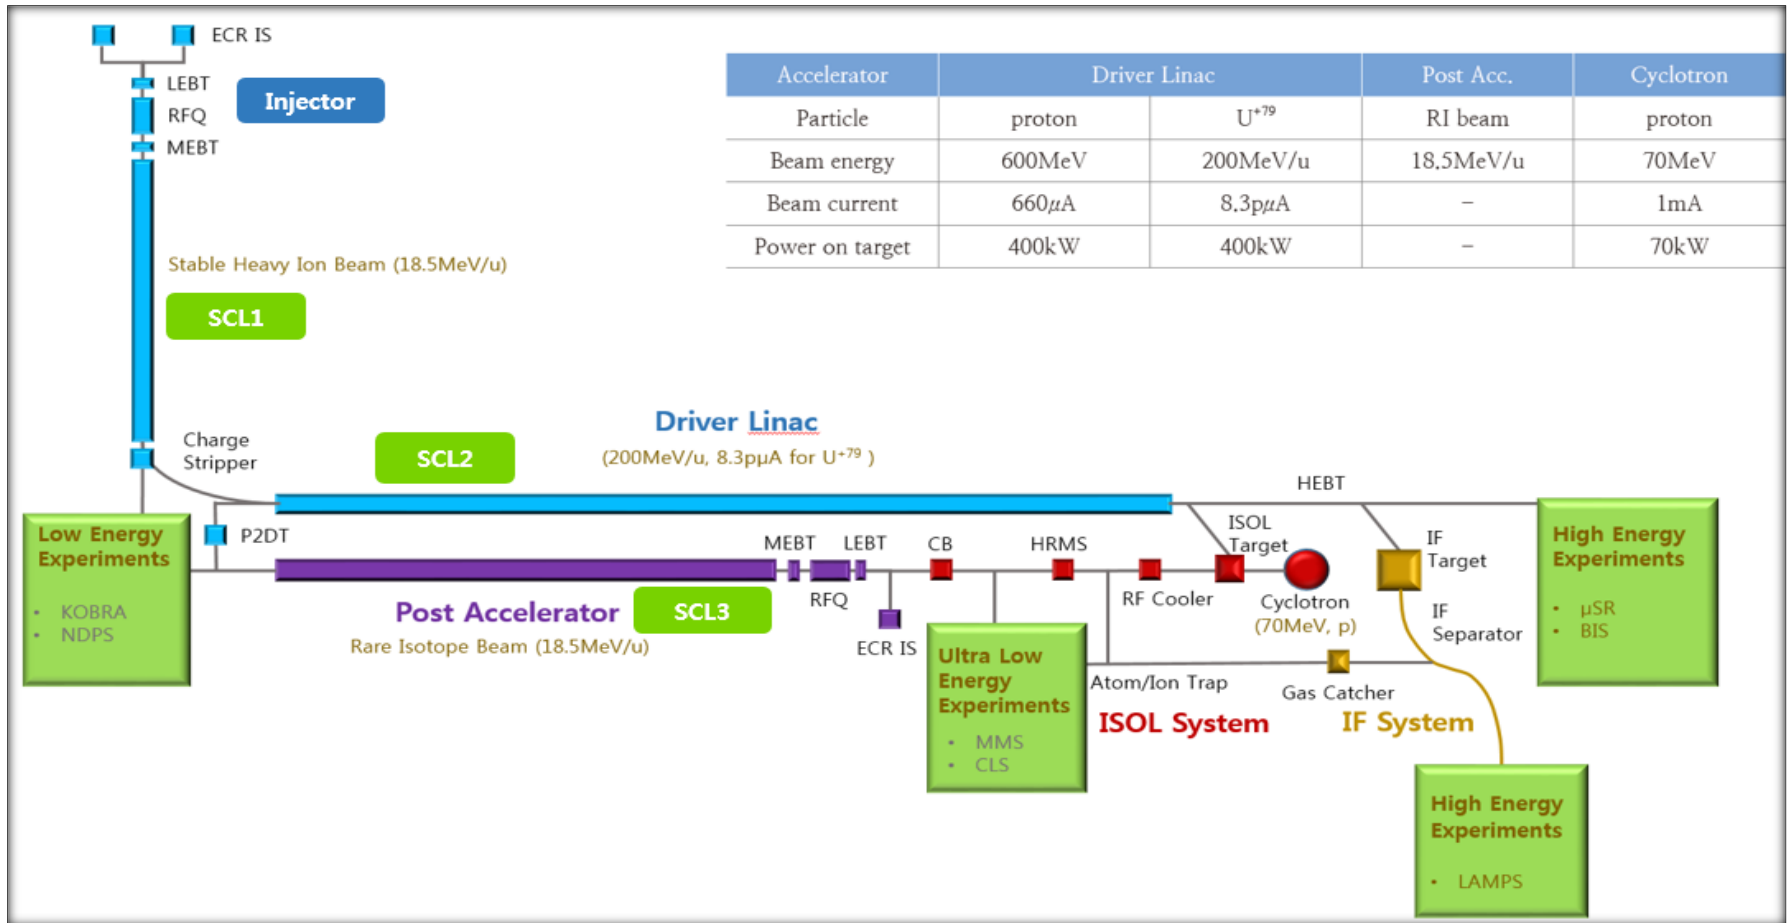 ECR IS
LEBT
Injector
RFQ
MEBT
Accelerator Driver Linac Post Acc. Cyclotron
Particle proton U+79 RI beam proton
Beam energy 600MeV 200MeV/u 18.5MeV/u 70MeV
Beam current 660μA 8.3pμA – 1mA
Power on target 400kW 400kW – 70kW
Stable Heavy Ion Beam (18.5MeV/u)
SCL1
Charge
Stripper
SCL2
Driver Linac
(200MeV/u, 8.3pμA for U+79 )
HEBT
Low Energy
Experiments
• KOBRA
• NDPS
P2DT
MEBT
LEBT
CB
HRMS
ISOL
Target
IF
Target
High Energy
Experiments
• μSR
• BIS
RFQ
RF Cooler
Cyclotron
(70MeV, p)
IF
Separator
Post Accelerator
SCL3
Rare Isotope Beam (18.5MeV/u)
ECR IS
Ultra Low
Energy
Experiments
• MMS
• CLS
Atom/Ion Trap
Gas Catcher
ISOL System
IF System
High Energy
Experiments
• LAMPS